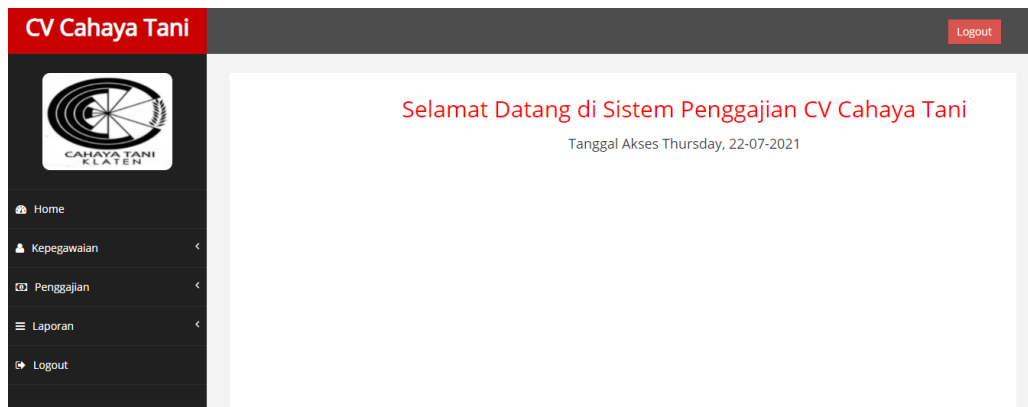 CV Cahaya Tani
Logout
CAHAYA TANI
KLATEN
Selamat Datang di Sistem Penggajian CV Cahaya Tani
Tanggal Akses Thursday, 22-07-2021
Home
Kepegawaian
Penggajian
Laporan
Logout